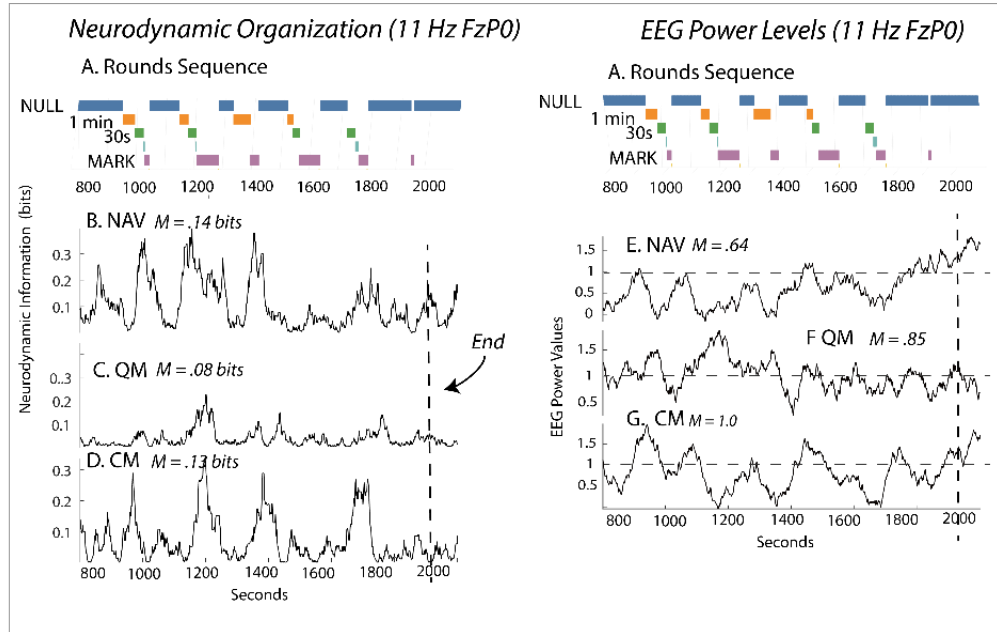 Neurodynamic Organization (11 Hz FzP0)
A. Rounds Sequence
NULL
1 min
30s
MARK
800 1000 1200 1400 1600 1800 2000
Neurodynamic Information (bits)
B. NAV M = .14 bits
0.3
0.2
0.1
End
C. QM M = .08 bits
0.3
0.2
0.1
D. CM M = .13 bits
0.3
0.2
0.1
800 1000 1200 1400 1600 1800 2000
Seconds
EEG Power Levels (11 Hz FzP0)
A. Rounds Sequence
NULL
1 min
30s
MARK
800 1000 1200 1400 1600 1800 2000
EEG Power Values
E. NAV M = .64
1.5
1
0.5
0
F QM M = .85
1.5
1
0.5
G. CM M = 1.0
1.5
1
0.5
800 1000 1200 1400 1600 1800 2000
Seconds